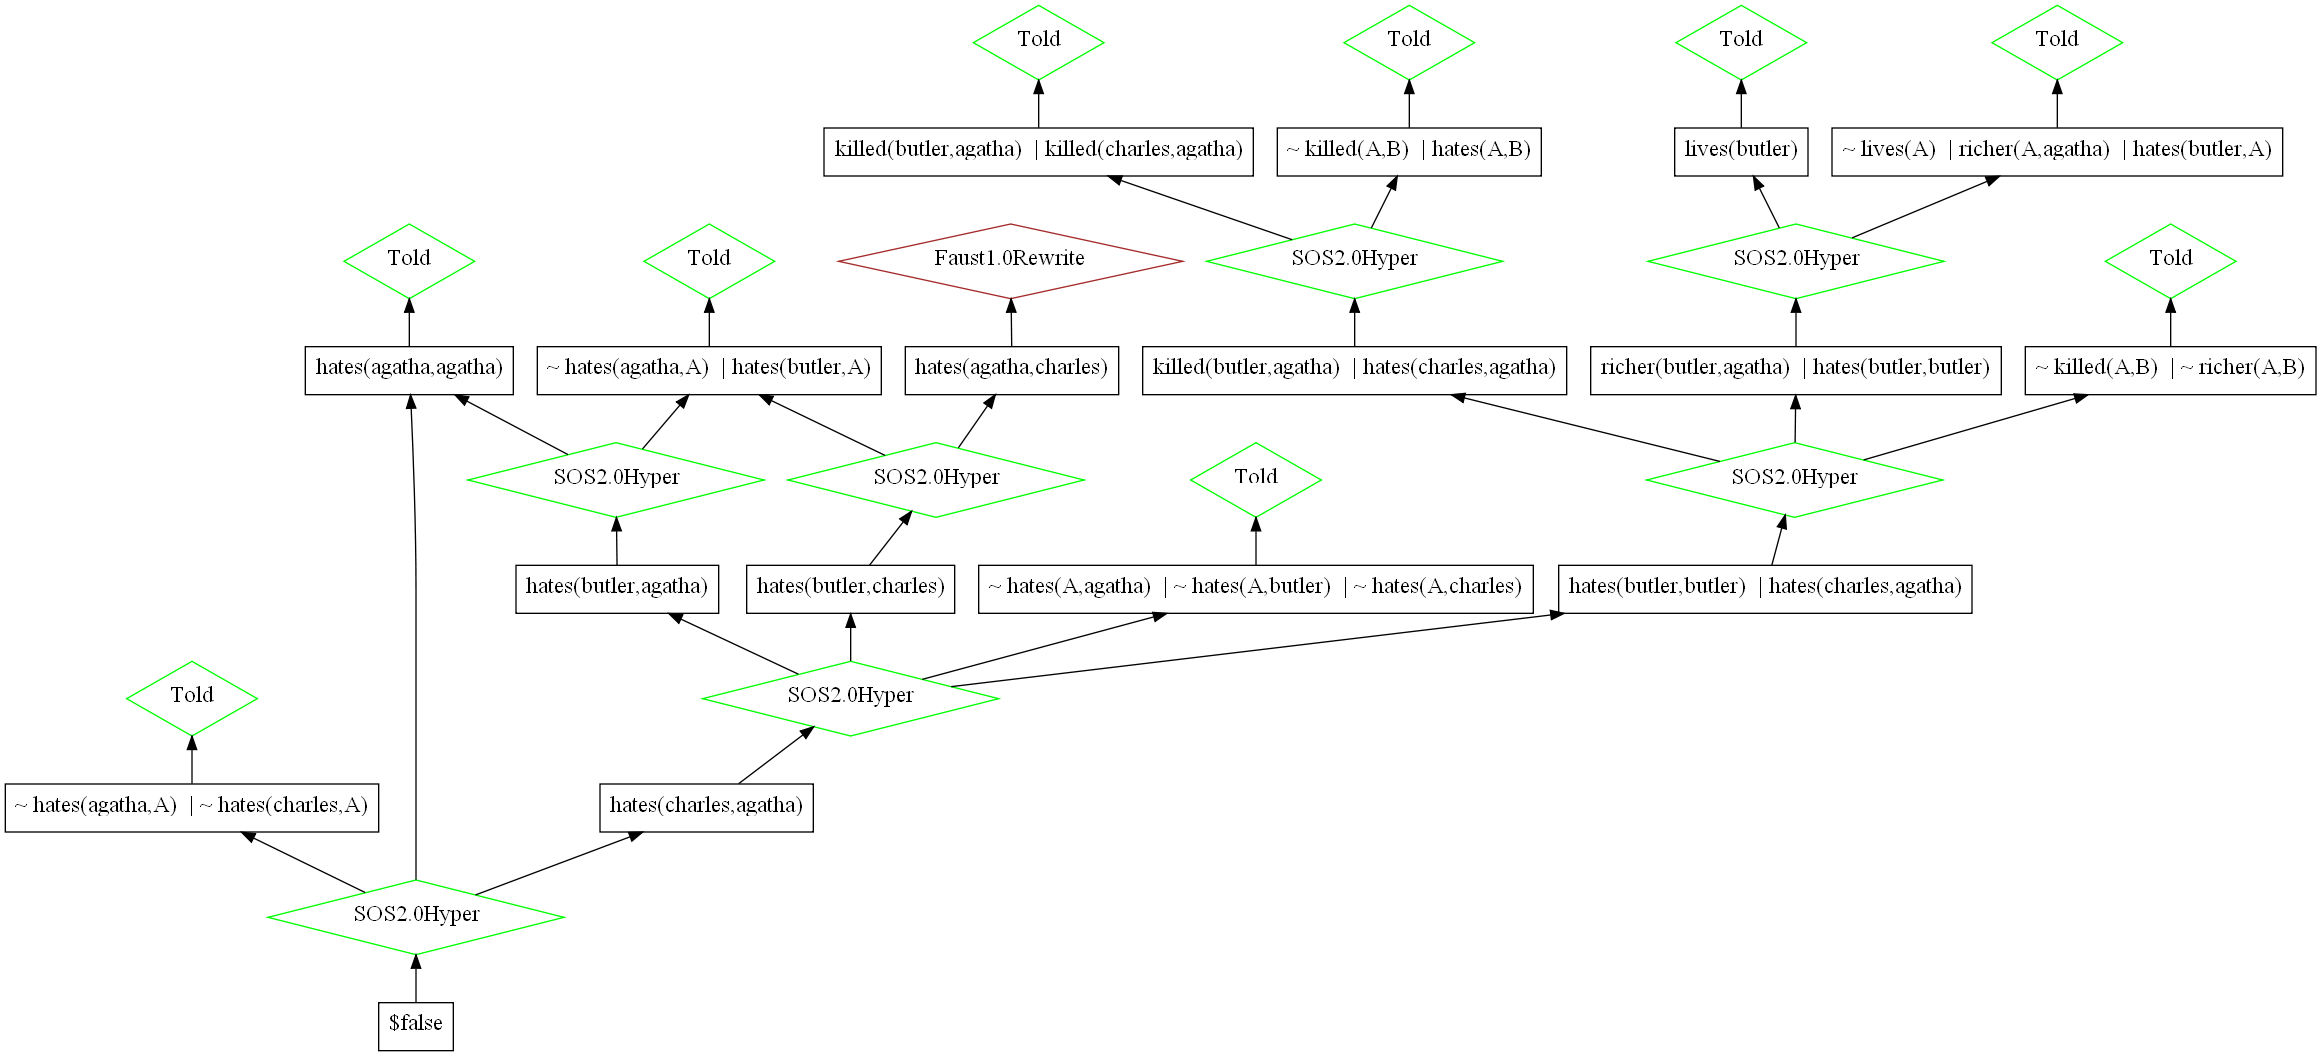 Told
Told
Told
Told
killed(butler,agatha) | killed(charles,agatha)
~ killed(A,B) | hates(A,B)
lives(butler)
~ lives(A) | richer(A,agatha) | hates(butler,A)
Told
Told
Faust1.0Rewrite
SOS2.0Hyper
SOS2.0Hyper
Told
hates(agatha,agatha)
~ hates(agatha,A) | hates(butler,A)
hates(agatha,charles)
killed(butler,agatha) | hates(charles,agatha)
richer(butler,agatha) | hates(butler,butler)
~ killed(A,B) | ~ richer(A,B)
SOS2.0Hyper
SOS2.0Hyper
Told
SOS2.0Hyper
hates(butler,agatha)
hates(butler,charles)
~ hates(A,agatha) | ~ hates(A,butler) | ~ hates(A,charles)
hates(butler,butler) | hates(charles,agatha)
Told
SOS2.0Hyper
~ hates(agatha,A) | ~ hates(charles,A)
hates(charles,agatha)
SOS2.0Hyper
$false